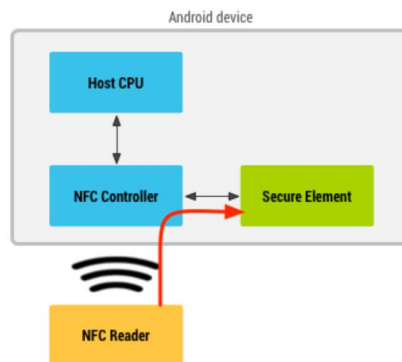 Android device
Host CPU
NFC Controller
Secure Element
NFC Reader